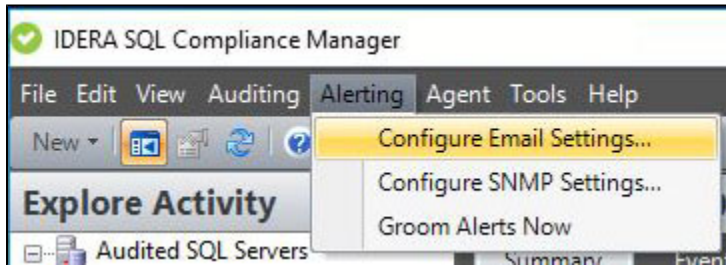 IDERA SQL Compliance Manager
File Edit View Auditing Alerting Agent Tools Help
New
Configure Email Settings...
Configure SNMP Settings...
Groom Alerts Now
Explore Activity
Audited SQL Servers
Summary